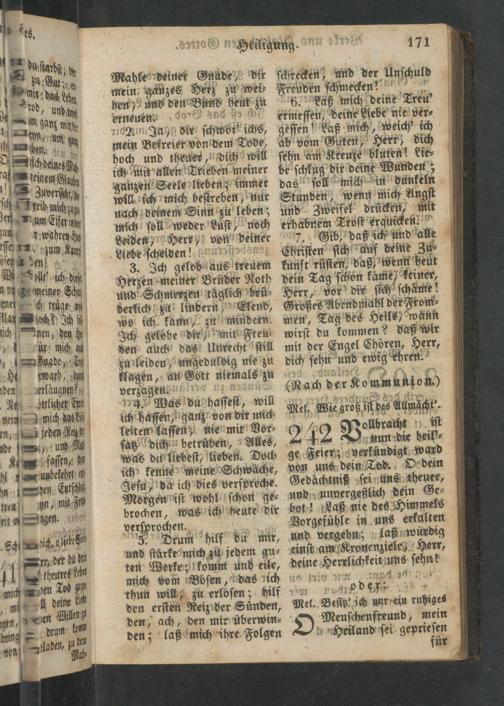 Heiligung.
171
Mahle deiner Gnade, dir
mein ganzes Herz zu wei-
hen, und den Bund heut zu
erneuen.
2. Ja, dir schwör' ichs,
mein Befreier von dem Tode,
hoch und theuer, dich will
ich mit allen Trieben meiner
ganzen Seele lieben; immer
will ich mich bestreben, nur
nach deinem Sinn zu leben;
mich soll weder Lust, noch
Leiden, Herr, von deiner
Liebe scheiden!
3. Ich gelob aus treuem
Herzen meiner Brüder Noth
und Schmerzen täglich brü-
derlich zu lindern, Elend,
wo ich kann, zu mindern.
Ich gelobe dir, mit Freu-
den auch das Unrecht still
zu leiden, ungeduldig nie zu
klagen, an Gott niemals zu
verzagen.
4. Was du hassest, will
ich hassen, ganz von dir mich
leiten lassen, nie mit Vor-
satz dich betrüben, Alles,
was du liebest, lieben. Doch
ich kenne meine Schwäche,
Jesu, da ich dies verspreche.
Morgen ist wohl schon ge-
brochen, was ich heute dir
versprochen.
5. Drum hilf du mir,
und stärke mich zu jedem gu-
ten Werke; komm und eile,
mich vom Bösen, das ich
thun will, zu erlösen; hilf
den ersten Reiz der Sünden,
den, ach, den mir überwin-
den; laß mich ihre Folgen
schrecken, und der Unschuld
Freuden schmecken!
6. Laß mich deine Treu'
ermessen, deine Liebe nie ver-
gessen! Laß mich, weich' ich
ab vom Guten, Herr, dich
sehn am Kreuze bluten! Lie-
be schlug dir deine Wunden;
das soll mich in dunkeln
Stunden, wenn mich Angst
und Zweifel drücken, mit
erhabnem Trost erquicken.
7. Gib, daß ich und alle
Christen sich auf deine Zu-
kunft rüsten, daß, wenn heut
dein Tag schon käme, keiner,
Herr, vor dir sich schäme!
Großes Abendmahl der From-
men, Tag des Heils, wann
wirst du kommen? daß wir
mit der Engel Chören, Herr,
dich sehn und ewig ehren.
(Nach der Kommunion.)
Mel. Wie groß ist des Allmächt'.
242 Vollbracht ist
nun die heili-
ge Feier; verkündigt ward
von uns dein Tod. O dein
Gedächtniß sei uns theuer,
und unvergeßlich dein Ge-
bot! Laß nie des Himmels
Vorgefühle in uns erkalten
und vergehn; laß würdig
einst am Kronenziele, Herr,
deine Herrlichkeit uns sehn!
oder:
Mel. Besitz' ich nur ein ruhiges
O Menschenfreund, mein
Heiland sei gepriesen
für